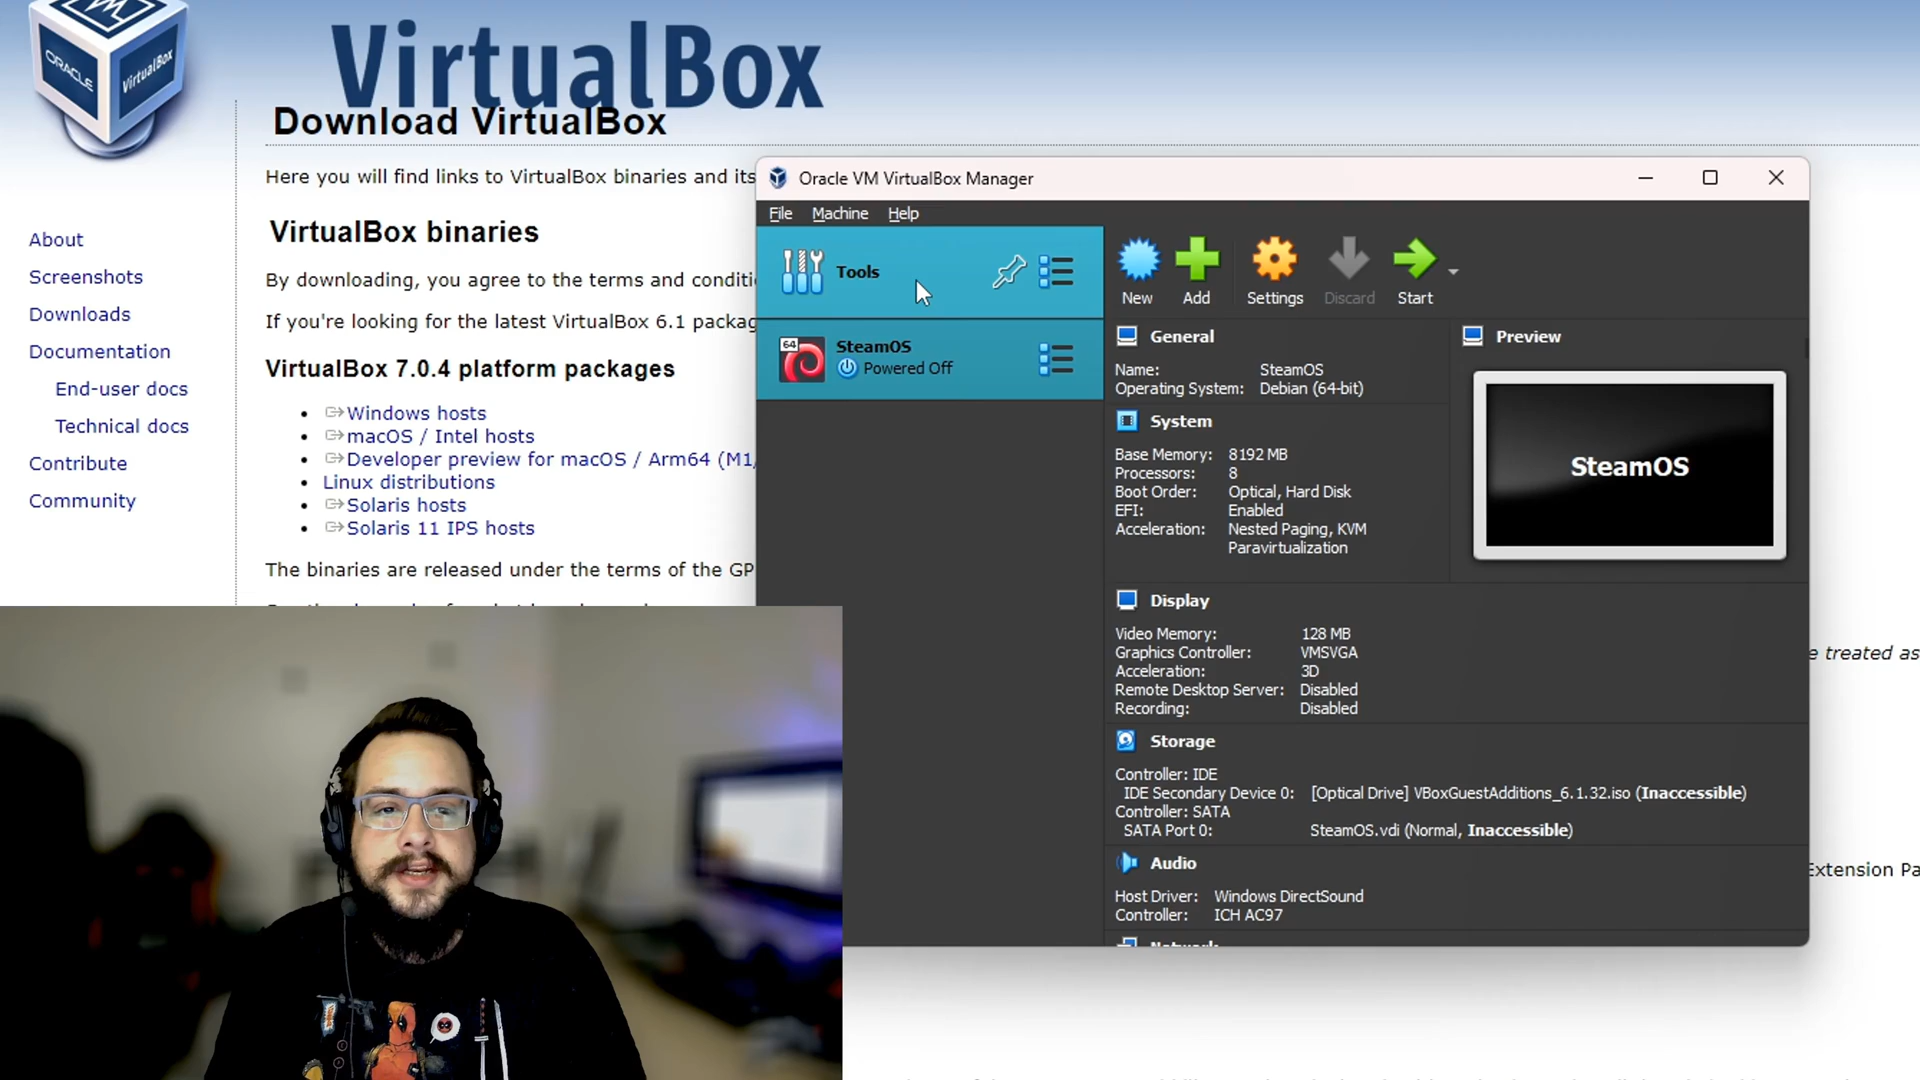 ORACLE
VirtualBox
VirtualBox
Download VirtualBox
Here you will find links to VirtualBox binaries and its
About
Screenshots
Downloads
Documentation
End-user docs
Technical docs
Contribute
Community
VirtualBox binaries
By downloading, you agree to the terms and conditi
If you're looking for the latest VirtualBox 6.1 packag
VirtualBox 7.0.4 platform packages
Windows hosts
macOS / Intel hosts
Developer preview for macOS / Arm64 (M1/
Linux distributions
Solaris hosts
Solaris 11 IPS hosts
The binaries are released under the terms of the GP
Oracle VM VirtualBox Manager
File Machine Help
Tools
64
SteamOS
Powered Off
New Add Settings Discard Start
General
Name: SteamOS
Operating System: Debian (64-bit)
System
Base Memory: 8192 MB
Processors: 8
Boot Order: Optical, Hard Disk
EFI: Enabled
Acceleration: Nested Paging, KVM
Paravirtualization
Preview
SteamOS
Display
Video Memory: 128 MB
Graphics Controller: VMSVGA
Acceleration: 3D
Remote Desktop Server: Disabled
Recording: Disabled
Storage
Controller: IDE
IDE Secondary Device 0: [Optical Drive] VBoxGuestAdditions_6.1.32.iso (Inaccessible)
Controller: SATA
SATA Port 0: SteamOS.vdi (Normal, Inaccessible)
Audio
Host Driver: Windows DirectSound
Controller: ICH AC97
Network
e treated as
Extension Pa